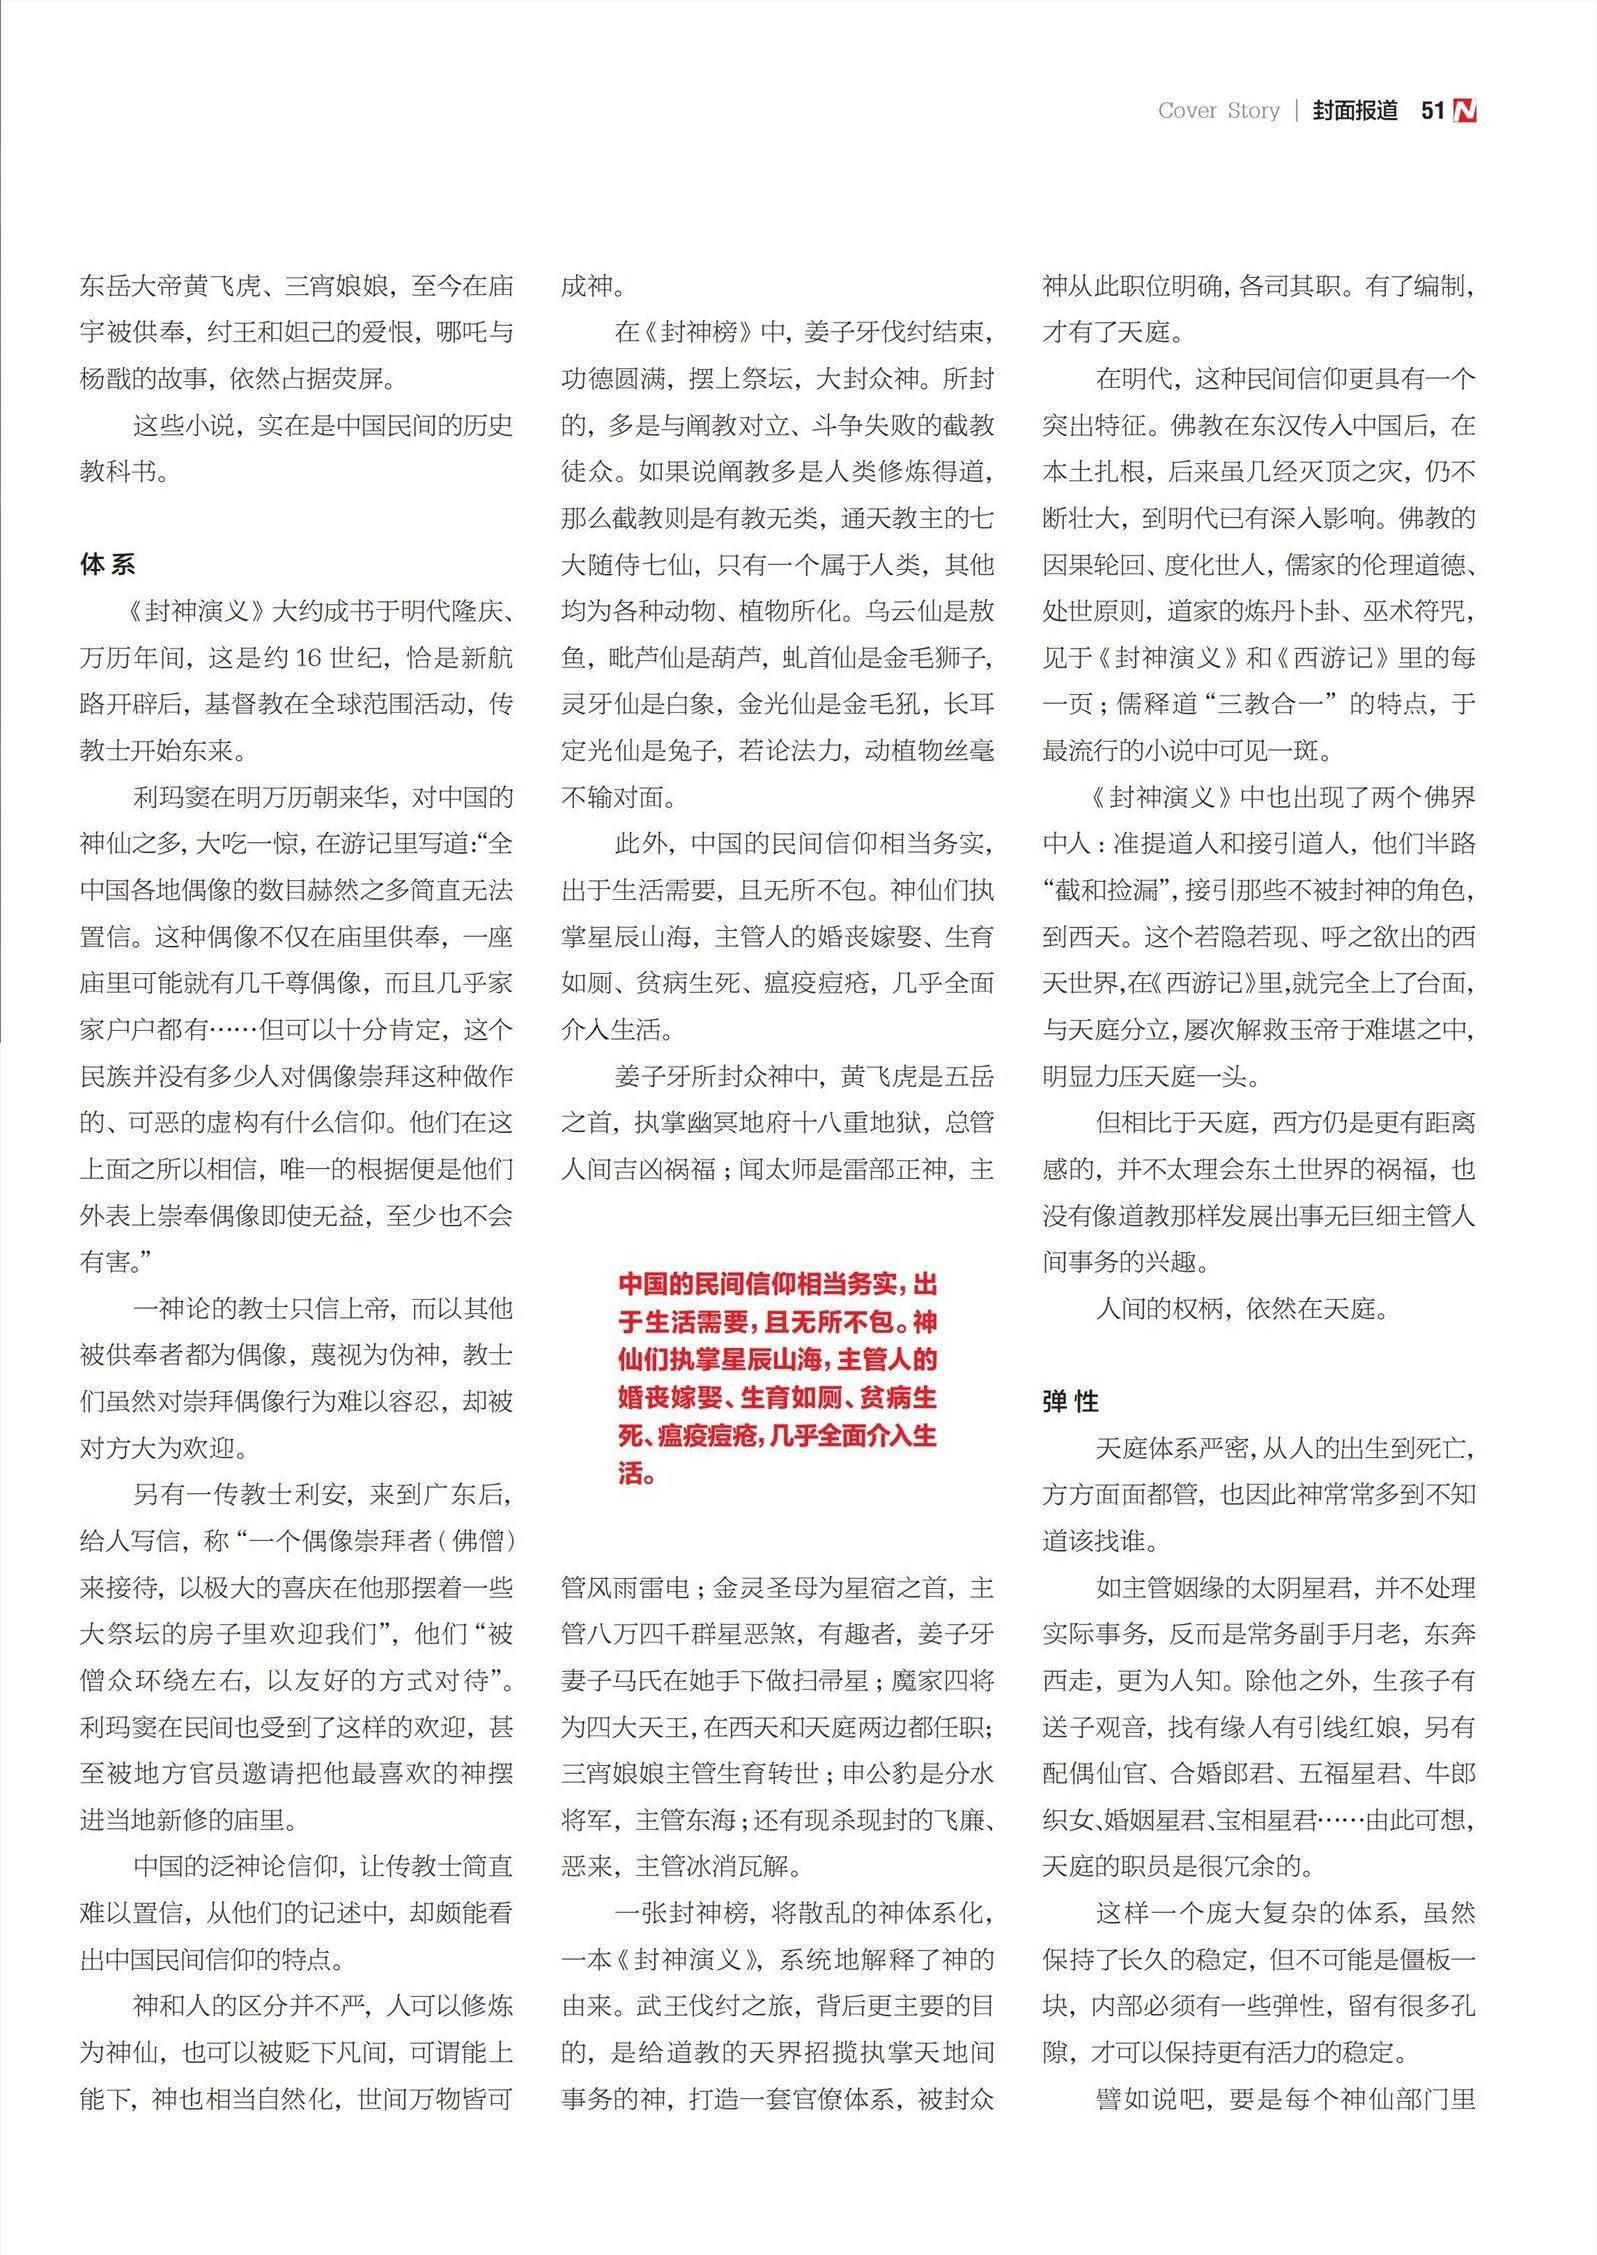 Cover Story | 封面报道 51 N
东岳大帝黄飞虎、三宵娘娘，至今在庙
宇被供奉，纣王和妲己的爱恨，哪吒与
杨戬的故事，依然占据荧屏。
这些小说，实在是中国民间的历史
教科书。
体系
《封神演义》大约成书于明代隆庆、
万历年间，这是约 16 世纪，恰是新航
路开辟后，基督教在全球范围活动，传
教士开始东来。
利玛窦在明万历朝来华，对中国的
神仙之多，大吃一惊，在游记里写道：“全
中国各地偶像的数目赫然之多简直无法
置信。这种偶像不仅在庙里供奉，一座
庙里可能就有几千尊偶像，而且几乎家
家户户都有……但可以十分肯定，这个
民族并没有多少人对偶像崇拜这种做作
的、可恶的虚构有什么信仰。他们在这
上面之所以相信，唯一的根据便是他们
外表上崇奉偶像即使无益，至少也不会
有害。”
一神论的教士只信上帝，而以其他
被供奉者都为偶像，蔑视为伪神，教士
们虽然对崇拜偶像行为难以容忍，却被
对方大为欢迎。
另有一传教士利安，来到广东后，
给人写信，称“一个偶像崇拜者（佛僧）
来接待，以极大的喜庆在他那摆着一些
大祭坛的房子里欢迎我们”，他们“被
僧众环绕左右，以友好的方式对待”。
利玛窦在民间也受到了这样的欢迎，甚
至被地方官员邀请把他最喜欢的神摆
进当地新修的庙里。
中国的泛神论信仰，让传教士简直
难以置信，从他们的记述中，却颇能看
出中国民间信仰的特点。
神和人的区分并不严，人可以修炼
为神仙，也可以被贬下凡间，可谓能上
能下，神也相当自然化，世间万物皆可
成神。
在《封神榜》中，姜子牙伐纣结束，
功德圆满，摆上祭坛，大封众神。所封
的，多是与阐教对立、斗争失败的截教
徒众。如果说阐教多是人类修炼得道，
那么截教则是有教无类，通天教主的七
大随侍七仙，只有一个属于人类，其他
均为各种动物、植物所化。乌云仙是敖
鱼，毗芦仙是葫芦，虬首仙是金毛狮子，
灵牙仙是白象，金光仙是金毛犼，长耳
定光仙是兔子，若论法力，动植物丝毫
不输对面。
此外，中国的民间信仰相当务实，
出于生活需要，且无所不包。神仙们执
掌星辰山海，主管人的婚丧嫁娶、生育
如厕、贫病生死、瘟疫痘疮，几乎全面
介入生活。
姜子牙所封众神中，黄飞虎是五岳
之首，执掌幽冥地府十八重地狱，总管
人间吉凶祸福；闻太师是雷部正神，主
中国的民间信仰相当务实，出
于生活需要，且无所不包。神
仙们执掌星辰山海，主管人的
婚丧嫁娶、生育如厕、贫病生
死、瘟疫痘疮，几乎全面介入生
活。
管风雨雷电；金灵圣母为星宿之首，主
管八万四千群星恶煞，有趣者，姜子牙
妻子马氏在她手下做扫帚星；魔家四将
为四大天王，在西天和天庭两边都任职；
三宵娘娘主管生育转世；申公豹是分水
将军，主管东海；还有现杀现封的飞廉、
恶来，主管冰消瓦解。
一张封神榜，将散乱的神体系化，
一本《封神演义》，系统地解释了神的
由来。武王伐纣之旅，背后更主要的目
的，是给道教的天界招揽执掌天地间
事务的神，打造一套官僚体系，被封众
神从此职位明确，各司其职。有了编制，
才有了天庭。
在明代，这种民间信仰更具有一个
突出特征。佛教在东汉传入中国后，在
本土扎根，后来虽几经灭顶之灾，仍不
断壮大，到明代已有深入影响。佛教的
因果轮回、度化世人，儒家的伦理道德、
处世原则，道家的炼丹卜卦、巫术符咒，
见于《封神演义》和《西游记》里的每
一页；儒释道“三教合一”的特点，于
最流行的小说中可见一斑。
《封神演义》中也出现了两个佛界
中人：准提道人和接引道人，他们半路
“截和捡漏”，接引那些不被封神的角色，
到西天。这个若隐若现、呼之欲出的西
天世界，在《西游记》里，就完全上了台面，
与天庭分立，屡次解救玉帝于难堪之中，
明显力压天庭一头。
但相比于天庭，西方仍是更有距离
感的，并不太理会东土世界的祸福，也
没有像道教那样发展出事无巨细主管人
间事务的兴趣。
人间的权柄，依然在天庭。
弹性
天庭体系严密，从人的出生到死亡，
方方面面都管，也因此神常常多到不知
道该找谁。
如主管姻缘的太阴星君，并不处理
实际事务，反而是常务副手月老，东奔
西走，更为人知。除他之外，生孩子有
送子观音，找有缘人有引线红娘，另有
配偶仙官、合婚郎君、五福星君、牛郎
织女、婚姻星君、宝相星君……由此可想，
天庭的职员是很冗余的。
这样一个庞大复杂的体系，虽然
保持了长久的稳定，但不可能是僵板一
块，内部必须有一些弹性，留有很多孔
隙，才可以保持更有活力的稳定。
譬如说吧，要是每个神仙部门里